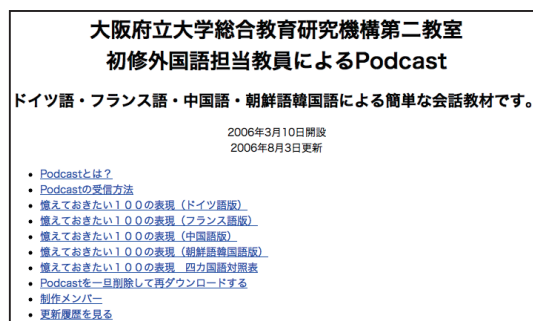 大阪府立大学総合教育研究機構第二教室
初修外国語担当教員によるPodcast
ドイツ語・フランス語・中国語・朝鮮語韓国語による簡単な会話教材です。
2006年3月10日開設
2006年8月3日更新
• Podcastとは？
• Podcastの受信方法
• 憶えておきたい１００の表現（ドイツ語版）
• 憶えておきたい１００の表現（フランス語版）
• 憶えておきたい１００の表現（中国語版）
• 憶えておきたい１００の表現（朝鮮語韓国語版）
• 憶えておきたい１００の表現　四カ国語対照表
• Podcastを一旦削除して再ダウンロードする
• 制作メンバー
• 更新履歴を見る